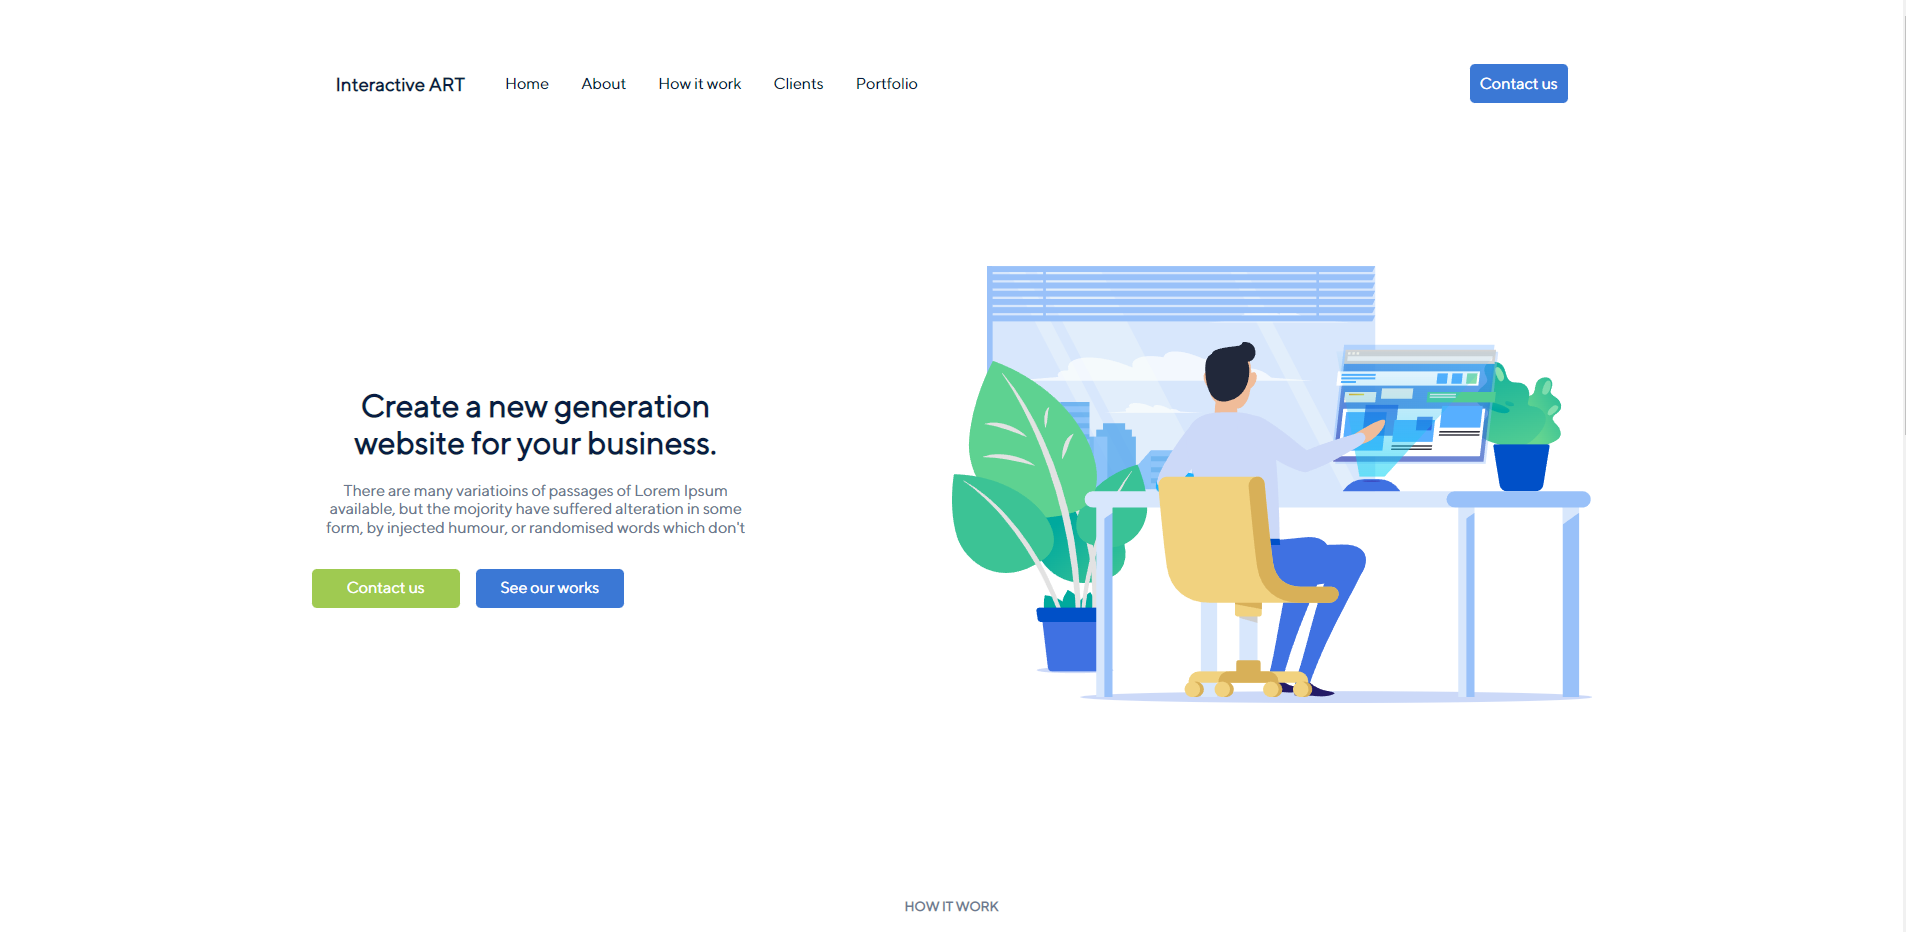 Interactive ART Home About How it work Clients Portfolio Contact us
Create a new generation
website for your business.
There are many variatioins of passages of Lorem Ipsum
available, but the mojority have suffered alteration in some
form, by injected humour, or randomised words which don't
Contact us See our works
HOW IT WORK